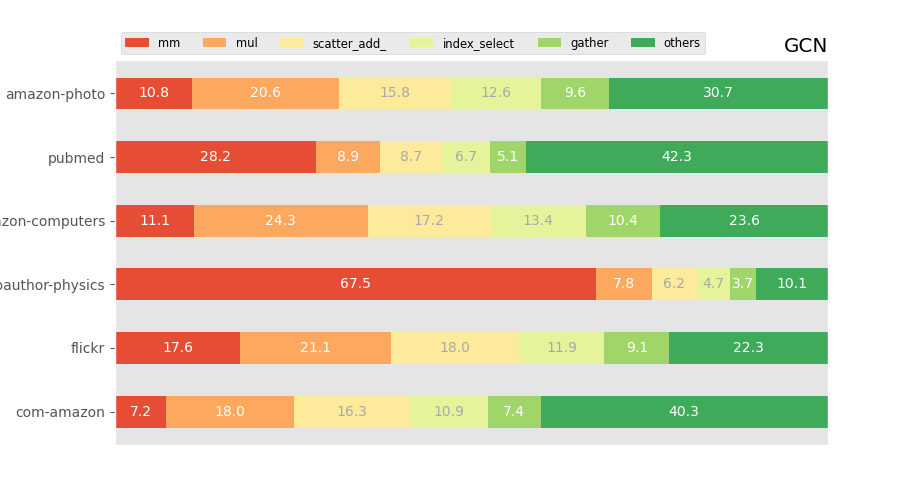 mm mul scatter_add_ index_select gather others
GCN
amazon-photo 10.8 20.6 15.8 12.6 9.6 30.7
pubmed 28.2 8.9 8.7 6.7 5.1 42.3
zon-computers 11.1 24.3 17.2 13.4 10.4 23.6
oauthor-physics 67.5 7.8 6.2 4.7 3.7 10.1
flickr 17.6 21.1 18.0 11.9 9.1 22.3
com-amazon 7.2 18.0 16.3 10.9 7.4 40.3